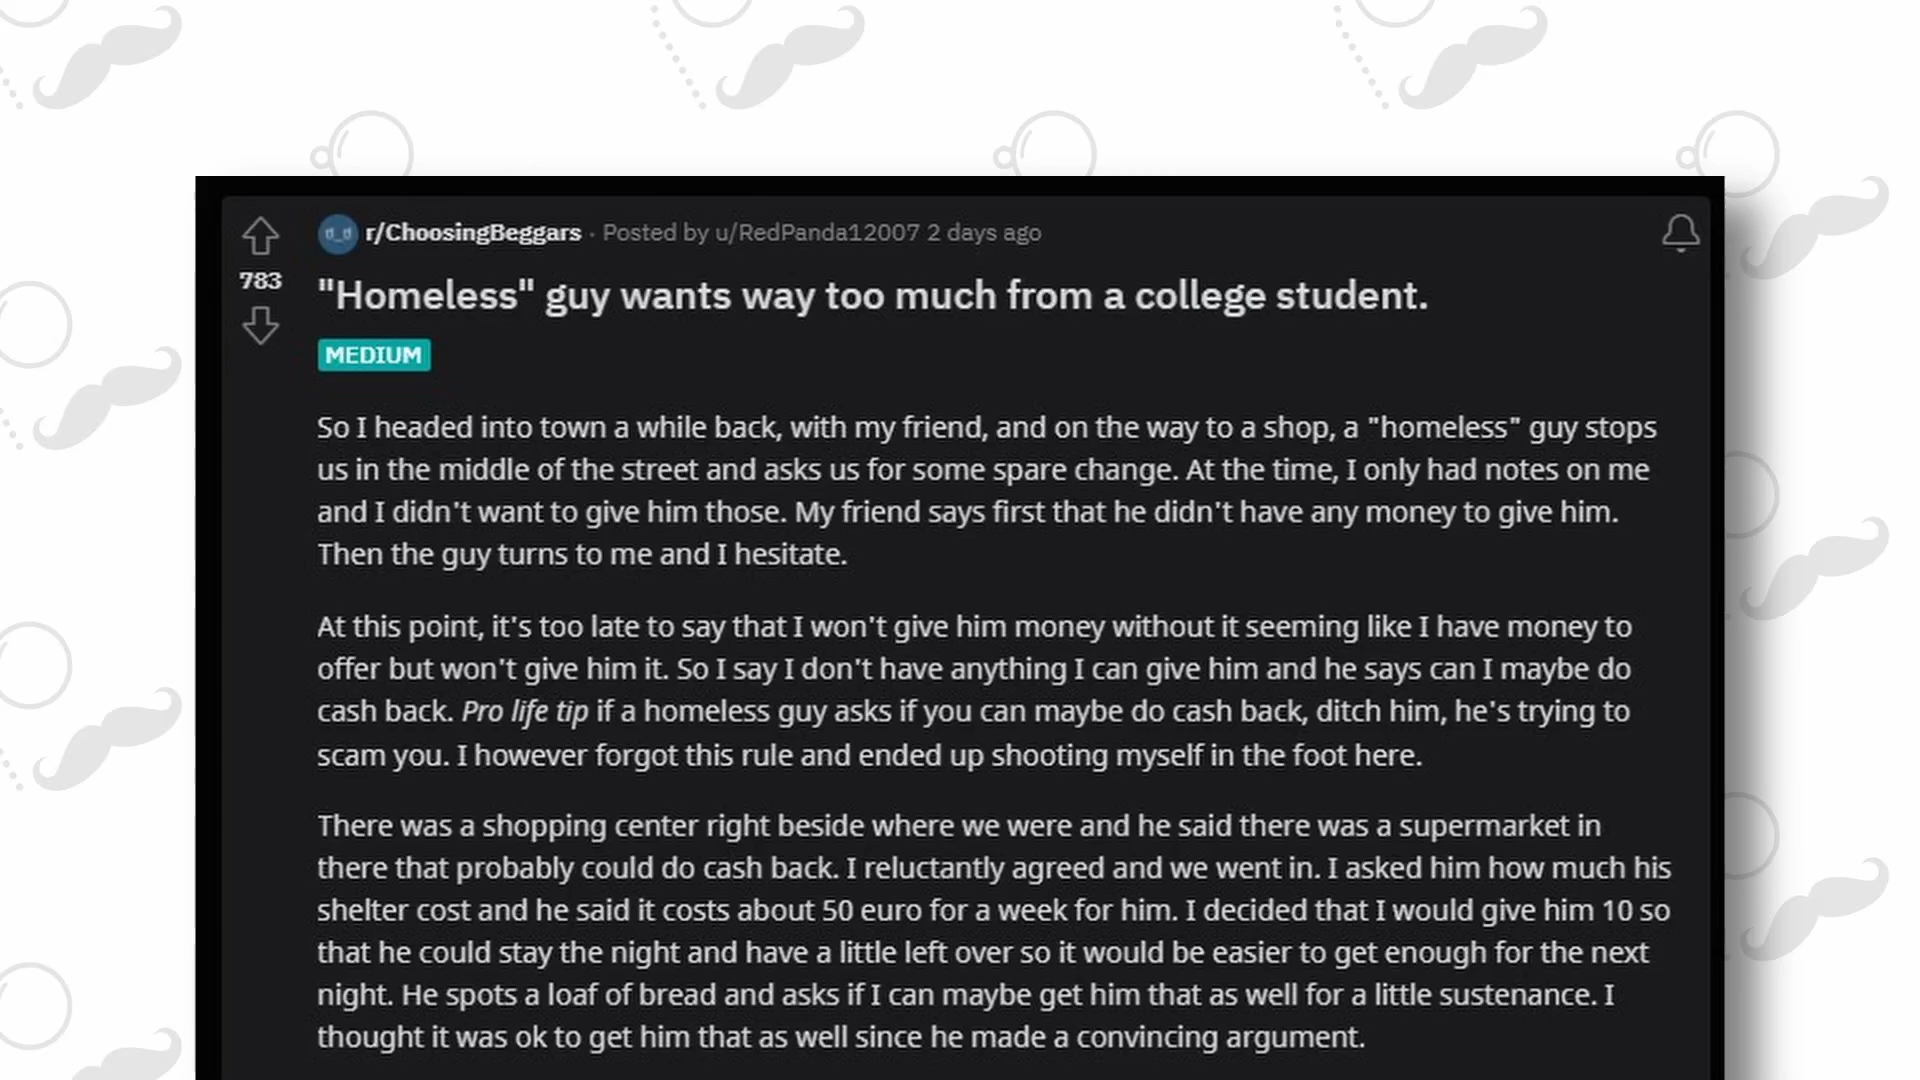 r/ChoosingBeggars · Posted by u/RedPanda12007 2 days ago
783
"Homeless" guy wants way too much from a college student.
MEDIUM
So I headed into town a while back, with my friend, and on the way to a shop, a "homeless" guy stops
us in the middle of the street and asks us for some spare change. At the time, I only had notes on me
and I didn't want to give him those. My friend says first that he didn't have any money to give him.
Then the guy turns to me and I hesitate.
At this point, it's too late to say that I won't give him money without it seeming like I have money to
offer but won't give him it. So I say I don't have anything I can give him and he says can I maybe do
cash back. Pro life tip if a homeless guy asks if you can maybe do cash back, ditch him, he's trying to
scam you. I however forgot this rule and ended up shooting myself in the foot here.
There was a shopping center right beside where we were and he said there was a supermarket in
there that probably could do cash back. I reluctantly agreed and we went in. I asked him how much his
shelter cost and he said it costs about 50 euro for a week for him. I decided that I would give him 10 so
that he could stay the night and have a little left over so it would be easier to get enough for the next
night. He spots a loaf of bread and asks if I can maybe get him that as well for a little sustenance. I
thought it was ok to get him that as well since he made a convincing argument.